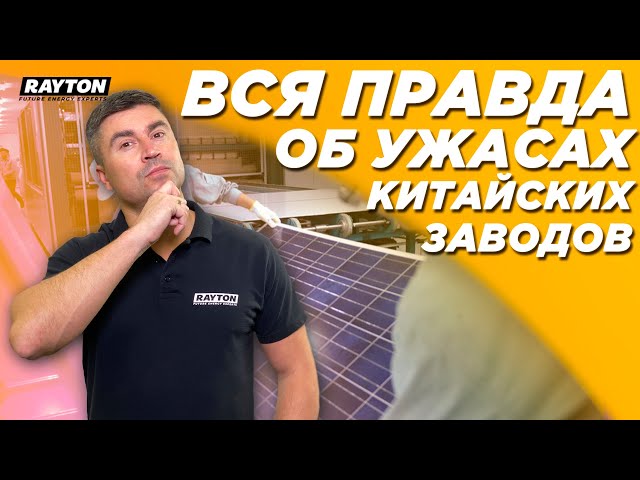 RAYTON
FUTURE ENERGY EXPERTS
ВСЯ ПРАВДА
ОБ УЖАСАХ
КИТАЙСКИХ
ЗАВОДОВ
RAYTON
FUTURE ENERGY EXPERTS